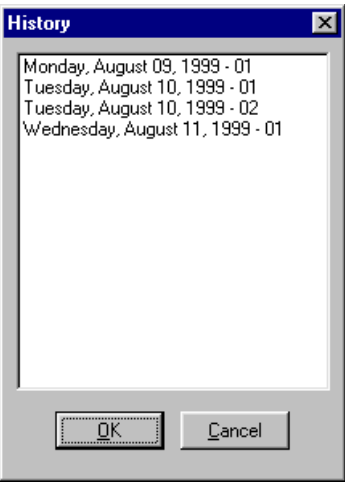 History
Monday, August 09, 1999 - 01
Tuesday, August 10, 1999 - 01
Tuesday, August 10, 1999 - 02
Wednesday, August 11, 1999 - 01
OK
Cancel